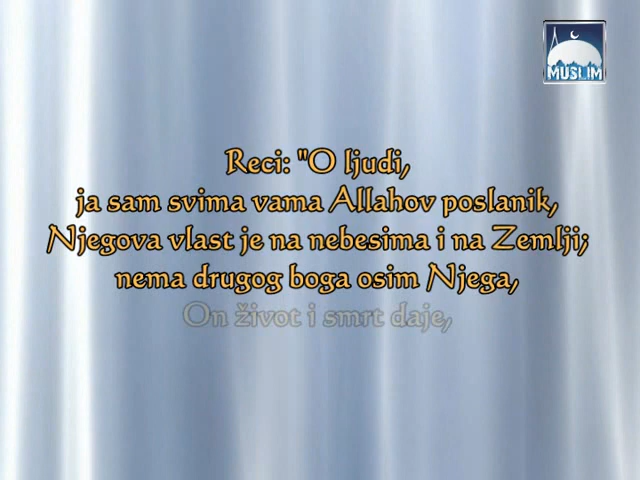 MUSLIM
Reci: "O ljudi,
ja sam svima vama Allahov poslanik,
Njegova vlast je na nebesima i na Zemlji;
nema drugog boga osim Njega,
On život i smrt daje,